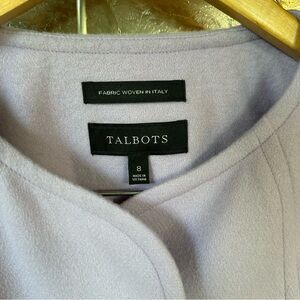 FABRIC WOVEN IN ITALY
TALBOTS
8
MADE IN
VIETNAM